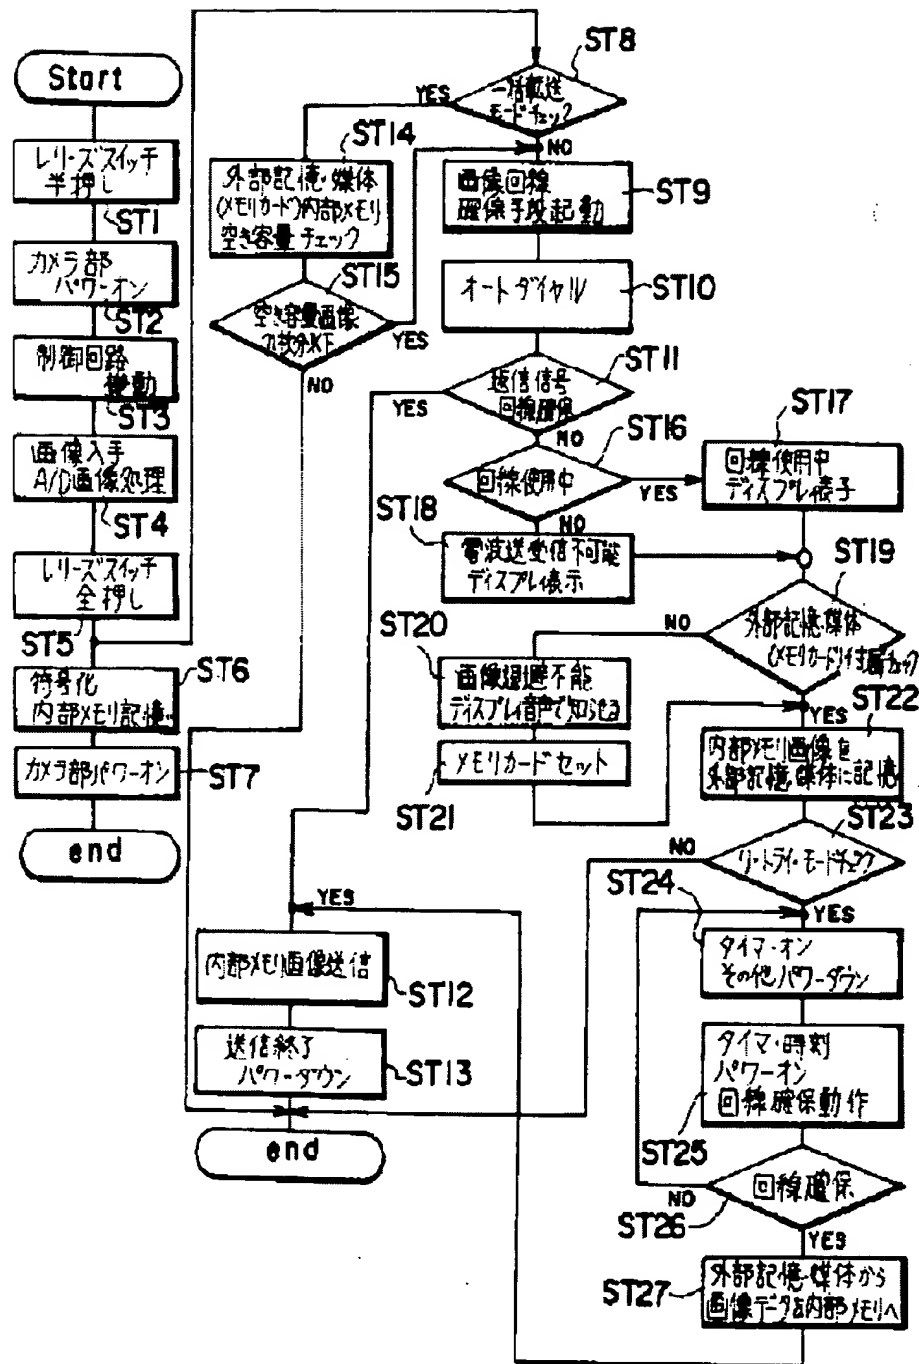 Start
レリーズスイッチ
半押し
ST1
カメラ部
パワーオン
ST2
制御回路
ST3
画像入手
A/D画像処理
ST4
レリーズスイッチ
全押し
ST5
符号化
内部メモリ記憶
ST6
カメラ部パワーオン
ST7
end
ST8
一括転送
モードチェック
YES
NO
画像回線
確保手段起動
ST9
オートダイヤル
ST10
返信信号
回線確保
ST11
YES
NO
内部メモリ画像送信
ST12
送信終了
パワーダウン
ST13
end
ST14
外部記憶媒体
(メモリカード)内部メモリ
空き容量チェック
ST15
空き容量画像
YES
NO
ST16
回線使用中
YES
NO
ST17
回線使用中
ディスプレイ表示
ST18
電波送受信不可能
ディスプレイ表示
ST19
外部記憶媒体
(メモリカード)付属チェック
NO
YES
ST20
画像退避不能
ディスプレイ音声で知らせる
メモリカードセット
ST21
ST22
内部メモリ画像を
外部記憶媒体に記憶
ST23
リ・トライ・モードチェック
NO
YES
ST24
タイマ・オン
その他パワーダウン
タイマ・時刻
パワーオン
回線確保動作
ST25
回線確保
ST26
NO
YES
外部記憶媒体から
画像データを内部メモリへ
ST27
YES